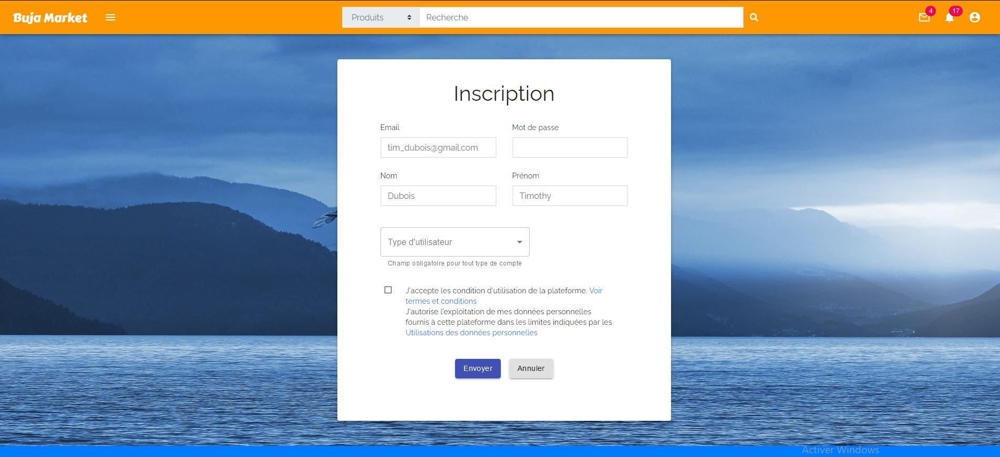 Buja Market
Produits
Recherche
4
17
Inscription
Email
Mot de passe
tim_dubois@gmail.com
Nom
Prénom
Dubois
Timothy
Type d'utilisateur
Champ obligatoire pour tout type de compte
J'accepte les condition d'utilisation de la plateforme. Voir
termes et conditions
J'autorise l'exploitation de mes données personnelles
fournis à cette plateforme dans les limites indiquées par les
Utilisations des données personnelles
Envoyer
Annuler
Activer Windows